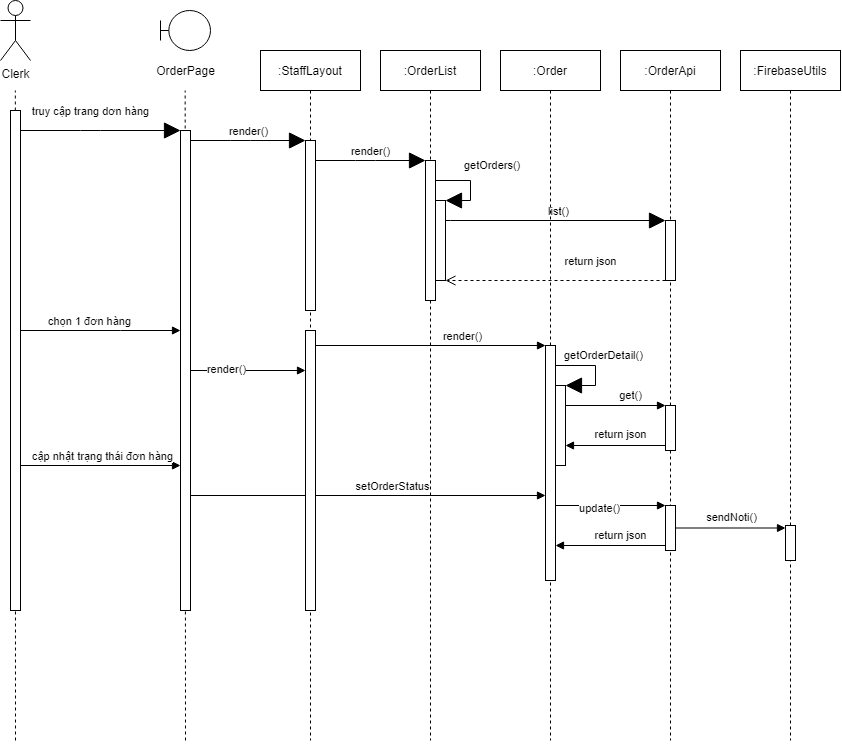 Clerk
OrderPage
:StaffLayout
:OrderList
:Order
:OrderApi
:FirebaseUtils
truy cập trang dơn hàng
render()
render()
getOrders()
list()
return json
chọn 1 đơn hàng
render()
getOrderDetail()
render()
get()
return json
cập nhật trạng thái đơn hàng
setOrderStatus
update()
sendNoti()
return json